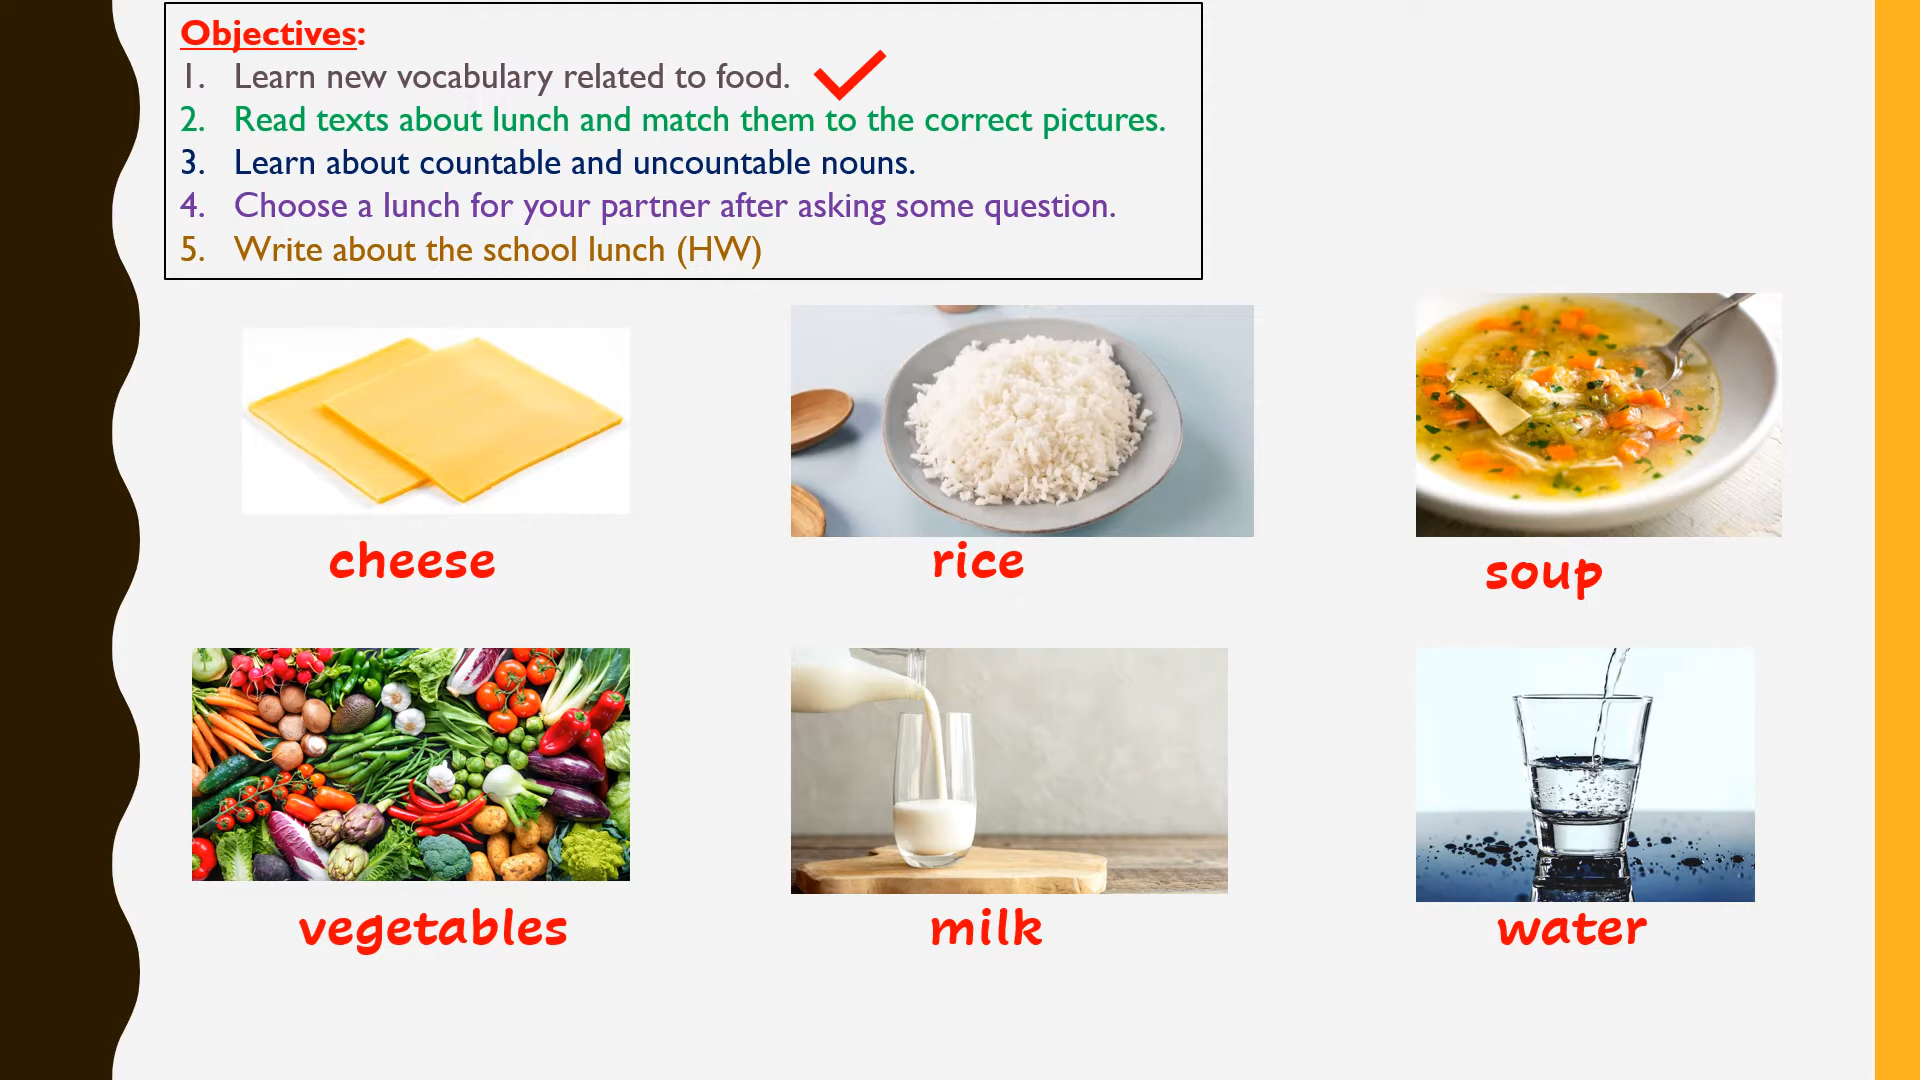 Objectives:
1. Learn new vocabulary related to food.
2. Read texts about lunch and match them to the correct pictures.
3. Learn about countable and uncountable nouns.
4. Choose a lunch for your partner after asking some question.
5. Write about the school lunch (HW)
cheese
rice
soup
vegetables
milk
water